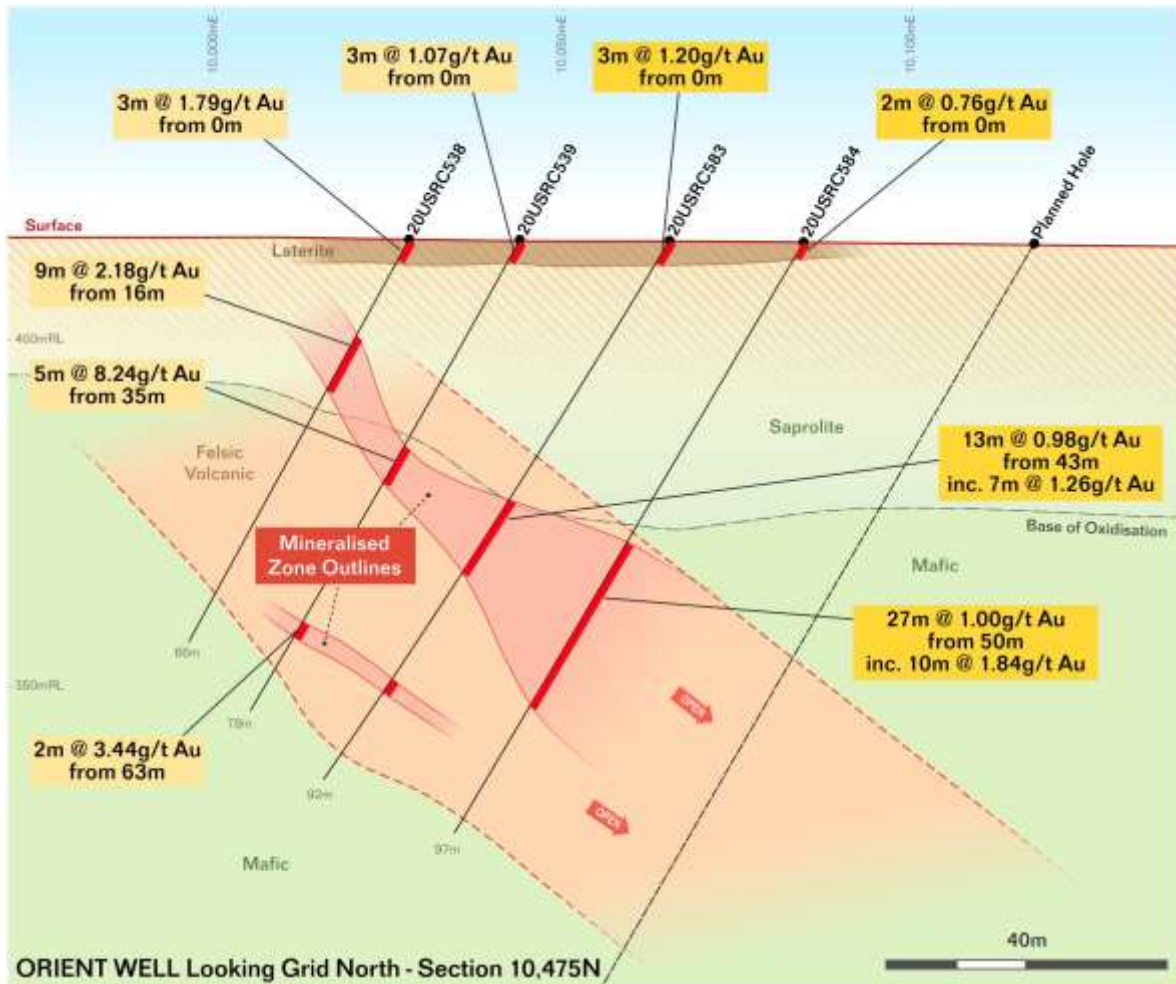 10,000mE
10,050mE
10,100mE
3m @ 1.07g/t Au
from 0m
3m @ 1.20g/t Au
from 0m
3m @ 1.79g/t Au
from 0m
2m @ 0.76g/t Au
from 0m
20USRC538
20USRC539
20USRC583
20USRC584
Planned Hole
Surface
Laterite
9m @ 2.18g/t Au
from 16m
400mRL
5m @ 8.24g/t Au
from 35m
Saprolite
Felsic
Volcanic
13m @ 0.98g/t Au
from 43m
inc. 7m @ 1.26g/t Au
Base of Oxidisation
Mineralised
Zone Outlines
Mafic
27m @ 1.00g/t Au
from 50m
inc. 10m @ 1.84g/t Au
66m
350mRL
OPEN
78m
2m @ 3.44g/t Au
from 63m
92m
OPEN
97m
Mafic
40m
ORIENT WELL Looking Grid North - Section 10,475N